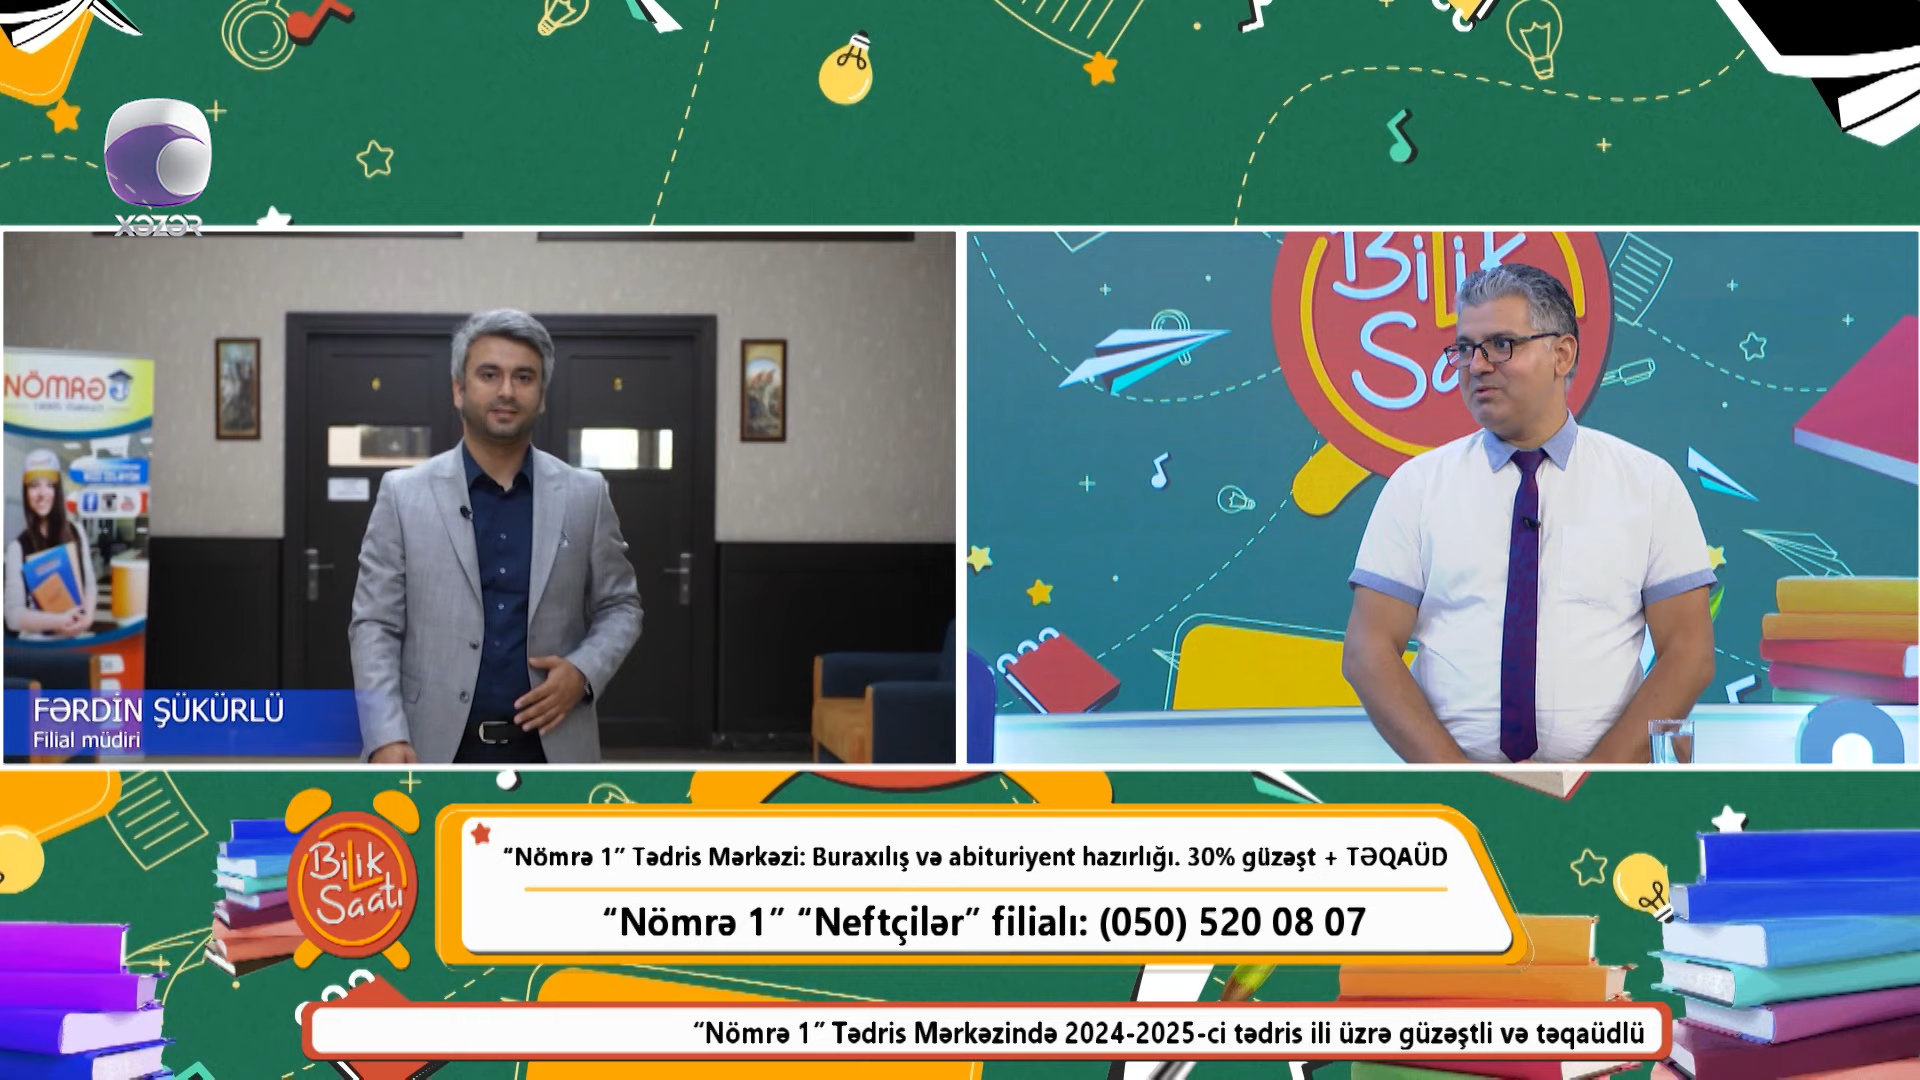 XƏZƏR
NÖMRƏ
Bilik
FƏRDİN ŞÜKÜRLÜ
Filial müdiri
Bilik
Saatı
“Nömrə 1” Tədris Mərkəzi: Buraxılış və abituriyent hazırlığı. 30% güzəşt + TƏQAÜD
“Nömrə 1” “Neftçilər” filialı: (050) 520 08 07
“Nömrə 1” Tədris Mərkəzində 2024-2025-ci tədris ili üzrə güzəştli və təqaüdlü